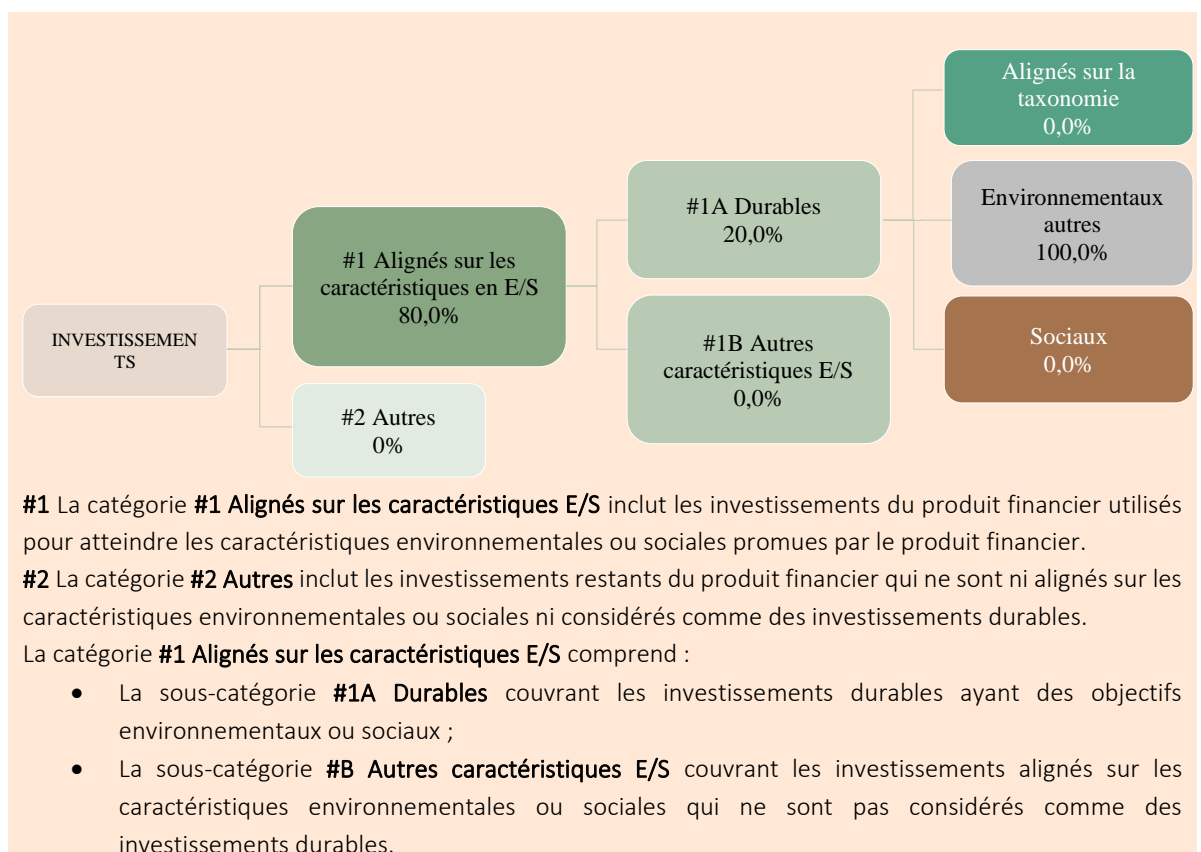 Alignés sur la
taxonomie
0,0%
#1A Durables
20,0%
Environnementaux
autres
100,0%
#1 Alignés sur les
caractéristiques en E/S
80,0%
INVESTISSEMEN
TS
#1B Autres
caractéristiques E/S
0,0%
Sociaux
0,0%
#2 Autres
0%
#1 La catégorie #1 Alignés sur les caractéristiques E/S inclut les investissements du produit financier utilisés
pour atteindre les caractéristiques environnementales ou sociales promues par le produit financier.
#2 La catégorie #2 Autres inclut les investissements restants du produit financier qui ne sont ni alignés sur les
caractéristiques environnementales ou sociales ni considérés comme des investissements durables.
La catégorie #1 Alignés sur les caractéristiques E/S comprend :
• La sous-catégorie #1A Durables couvrant les investissements durables ayant des objectifs
environnementaux ou sociaux ;
• La sous-catégorie #B Autres caractéristiques E/S couvrant les investissements alignés sur les
caractéristiques environnementales ou sociales qui ne sont pas considérés comme des
investissements durables.